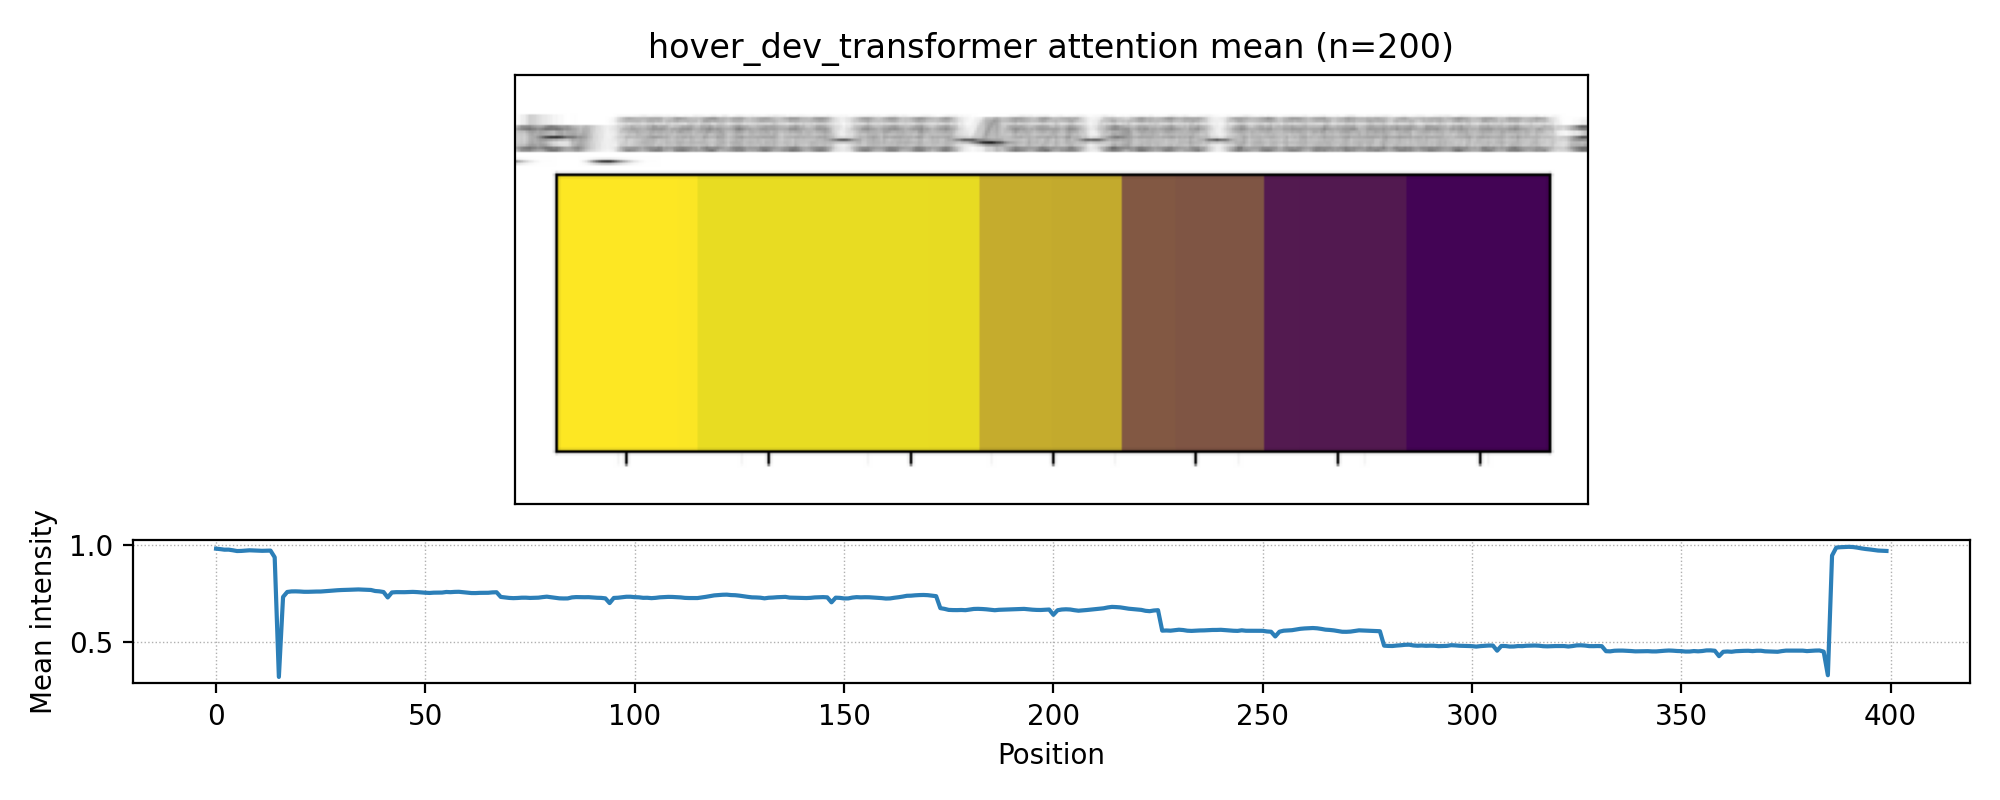 hover_dev_transformer attention mean (n=200)
Mean intensity
1.0
0.5
0 50 100 150 200 250 300 350 400
Position